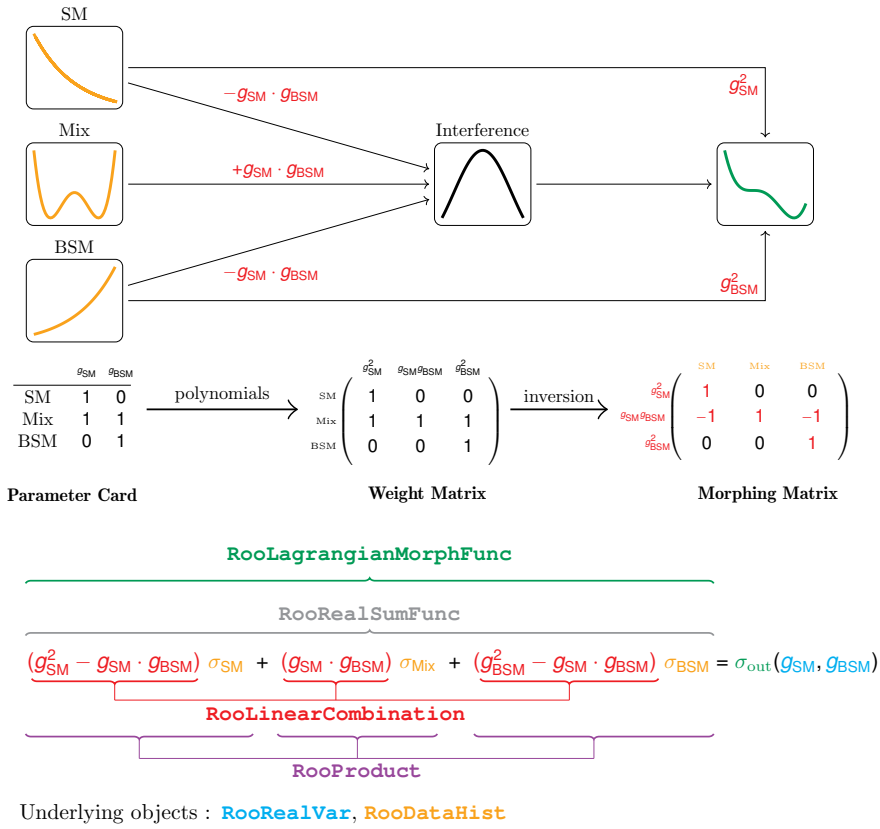 SM
g²_SM
−g_SM · g_BSM
Mix
Interference
+g_SM · g_BSM
BSM
−g_SM · g_BSM
g²_BSM
g_SM g_BSM
SM 1 0
Mix 1 1
BSM 0 1
Parameter Card
polynomials
g²_SM g_SM g_BSM g²_BSM
SM 1 0 0
Mix 1 1 1
BSM 0 0 1
Weight Matrix
inversion
SM Mix BSM
g²_SM 1 0 0
g_SM g_BSM −1 1 −1
g²_BSM 0 0 1
Morphing Matrix
RooLagrangianMorphFunc
RooRealSumFunc
(g²_SM − g_SM · g_BSM) σ_SM + (g_SM · g_BSM) σ_Mix + (g²_BSM − g_SM · g_BSM) σ_BSM = σ_out(g_SM, g_BSM)
RooLinearCombination
RooProduct
Underlying objects : RooRealVar, RooDataHist